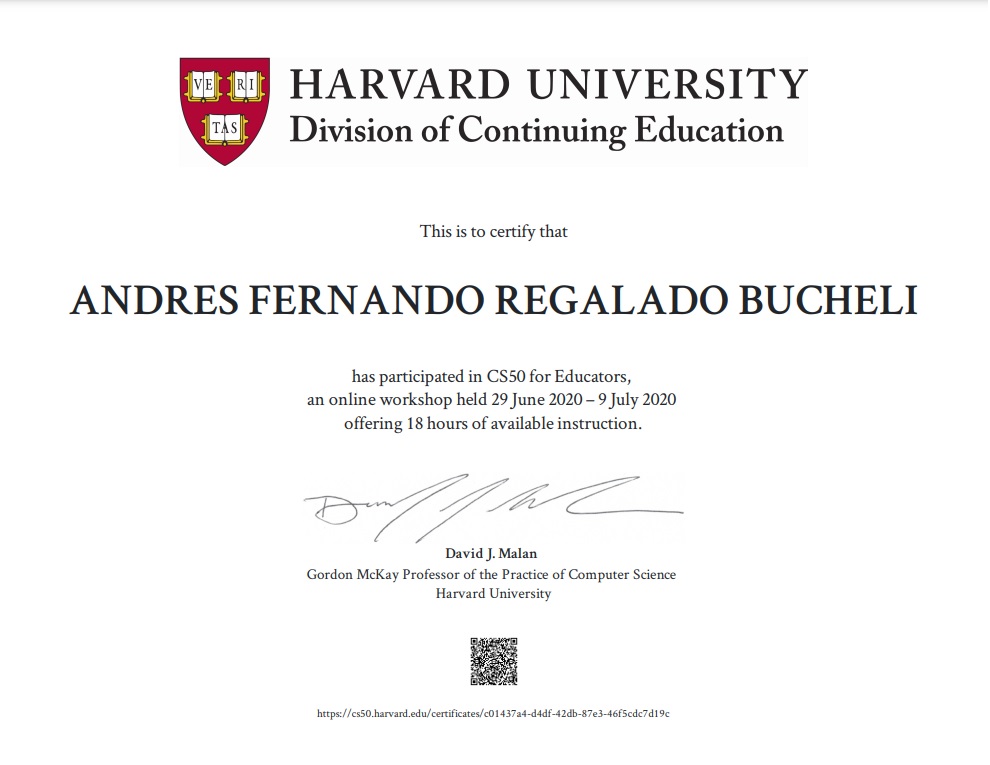 VE RI
TAS
HARVARD UNIVERSITY
Division of Continuing Education
This is to certify that
ANDRES FERNANDO REGALADO BUCHELI
has participated in CS50 for Educators,
an online workshop held 29 June 2020 – 9 July 2020
offering 18 hours of available instruction.
David J. Malan
Gordon McKay Professor of the Practice of Computer Science
Harvard University
https://cs50.harvard.edu/certificates/c01437a4-d4df-42db-87e3-46f5cdc7d19c